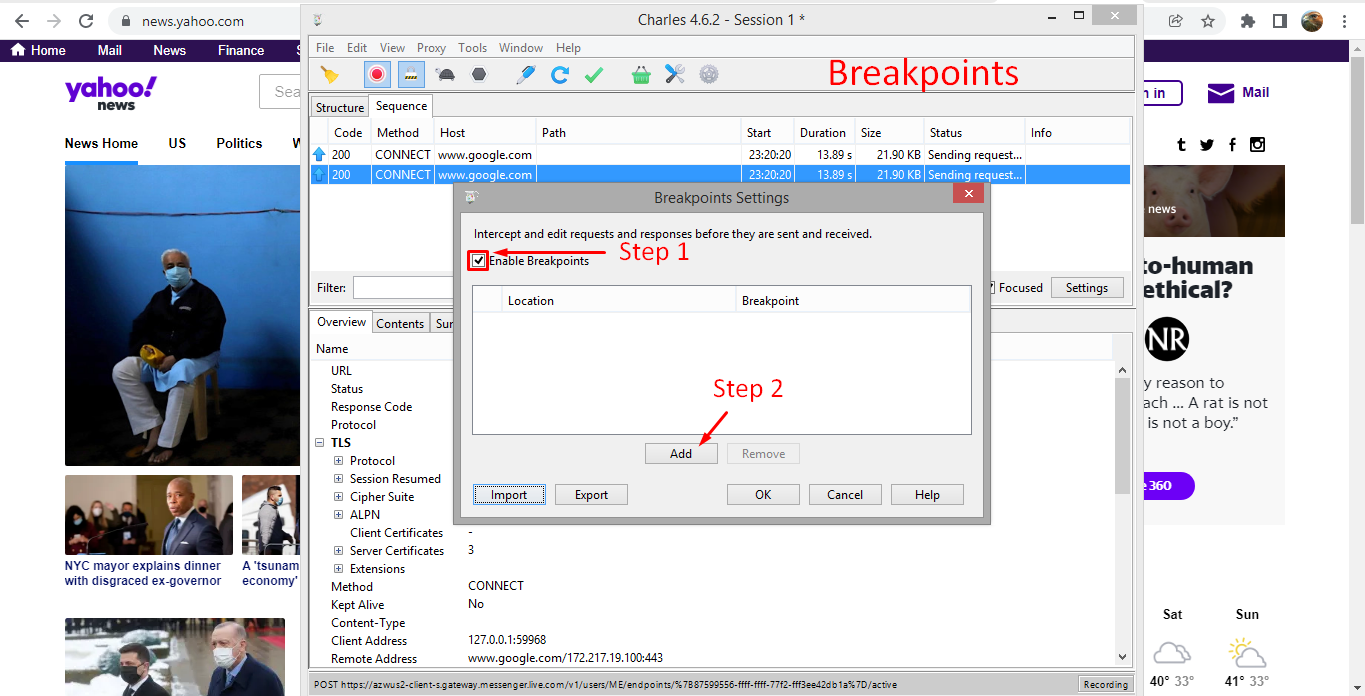 news.yahoo.com
Home Mail News Finance
yahoo!
news
Sea
News Home US Politics
NYC mayor explains dinner
with disgraced ex-governor
A 'tsunam
economy'
Charles 4.6.2 - Session 1 *
File Edit View Proxy Tools Window Help
Breakpoints
Structure Sequence
Code Method Host Path Start Duration Size Status Info
200 CONNECT www.google.com 23:20:20 13.89 s 21.90 KB Sending request...
200 CONNECT www.google.com 23:20:20 13.89 s 21.90 KB Sending request...
Filter:
Focused Settings
Overview Contents Sur
Name
URL
Status
Response Code
Protocol
TLS
Protocol
Session Resumed
Cipher Suite
ALPN
Client Certificates -
Server Certificates 3
Extensions
Method CONNECT
Kept Alive No
Content-Type
Client Address 127.0.0.1:59968
Remote Address www.google.com/172.217.19.100:443
POST https://azwus2-client-s.gateway.messenger.live.com/v1/users/ME/endpoints/%7B87599556-ffff-ffff-77f2-fff3ee42db1a%7D/active
Recording
Breakpoints Settings
Intercept and edit requests and responses before they are sent and received.
Enable Breakpoints
Step 1
Location Breakpoint
Step 2
Add Remove
Import Export OK Cancel Help
n in
Mail
news
to-human
ethical?
NR
y reason to
ach ... A rat is not
is not a boy.”
360
Sat Sun
40° 33° 41° 33°